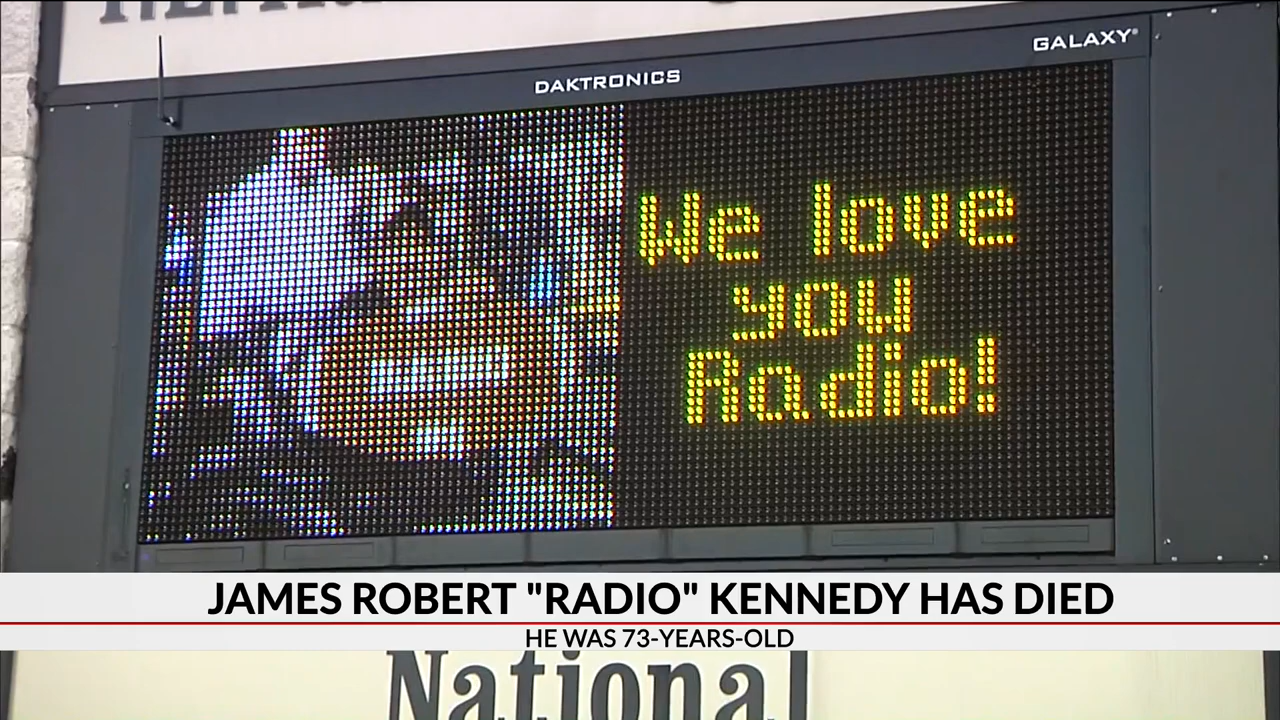 GALAXY®
DAKTRONICS
We love
you
Radio!
JAMES ROBERT "RADIO" KENNEDY HAS DIED
HE WAS 73-YEARS-OLD
National